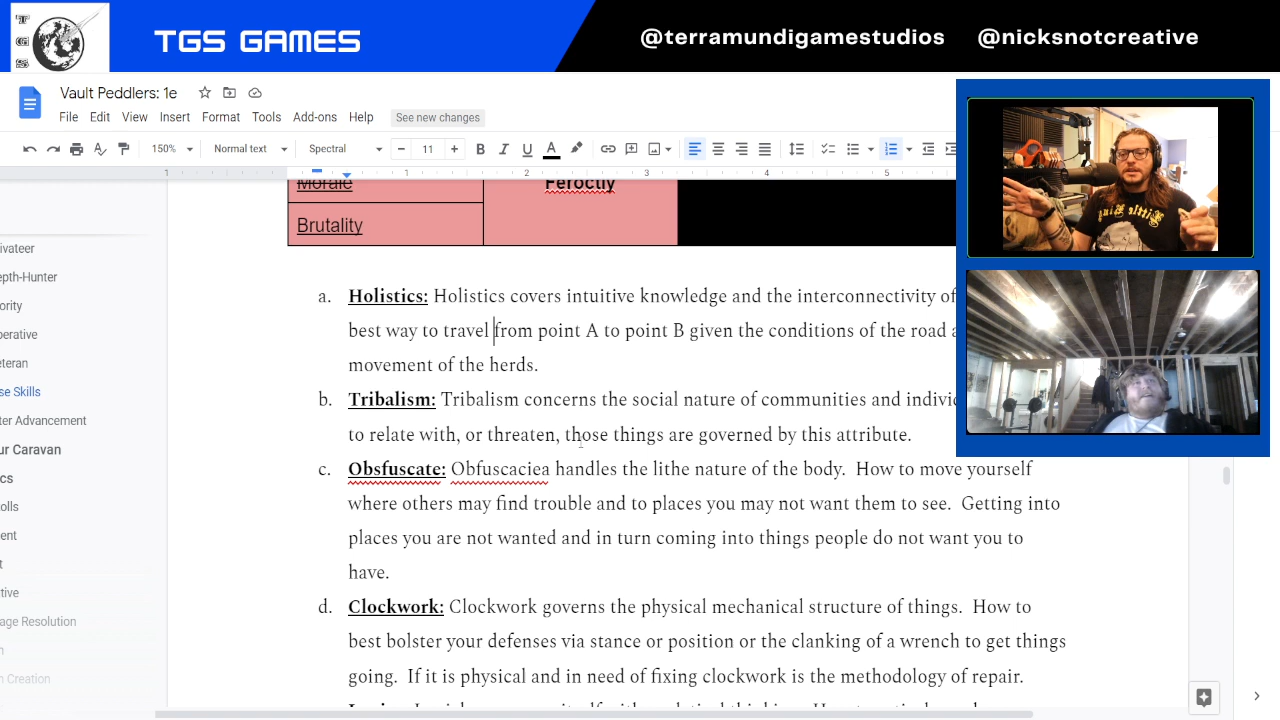 TGS
TGS GAMES
@terramundigamestudios @nicksnotcreative
Vault Peddlers: 1e
File Edit View Insert Format Tools Add-ons Help See new changes
150% Normal text Spectral 11 B I U A
1 1 2 3 4 5
Morale
Ferocity
Brutality
ivateer
epth-Hunter
ority
perative
eteran
se Skills
ter Advancement
ur Caravan
cs
olls
ent
t
tive
age Resolution
n
n Creation
a. Holistics: Holistics covers intuitive knowledge and the interconnectivity of
best way to travel from point A to point B given the conditions of the road a
movement of the herds.
b. Tribalism: Tribalism concerns the social nature of communities and indivi
to relate with, or threaten, those things are governed by this attribute.
c. Obsfuscate: Obfuscaciea handles the lithe nature of the body. How to move yourself
where others may find trouble and to places you may not want them to see. Getting into
places you are not wanted and in turn coming into things people do not want you to
have.
d. Clockwork: Clockwork governs the physical mechanical structure of things. How to
best bolster your defenses via stance or position or the clanking of a wrench to get things
going. If it is physical and in need of fixing clockwork is the methodology of repair.